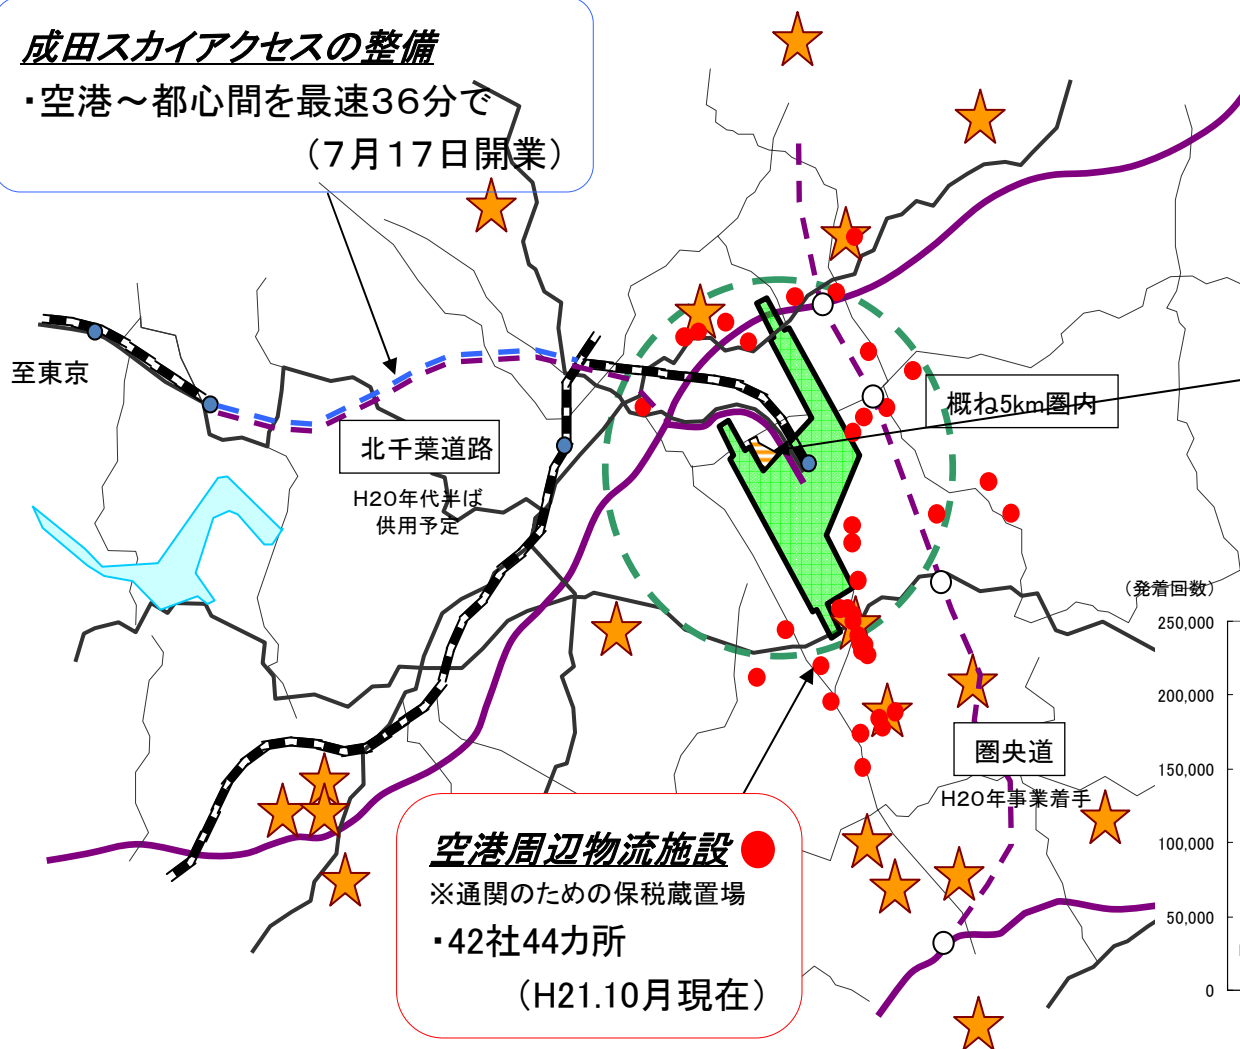 成田スカイアクセスの整備
・空港～都心間を最速36分で
（7月17日開業）
至東京
概ね5km圏内
北千葉道路
H20年代半ば
供用予定
（発着回数）
250,000
200,000
150,000
100,000
50,000
0
圏央道
H20年事業着手
空港周辺物流施設
※通関のための保税蔵置場
・42社44カ所
（H21.10月現在）